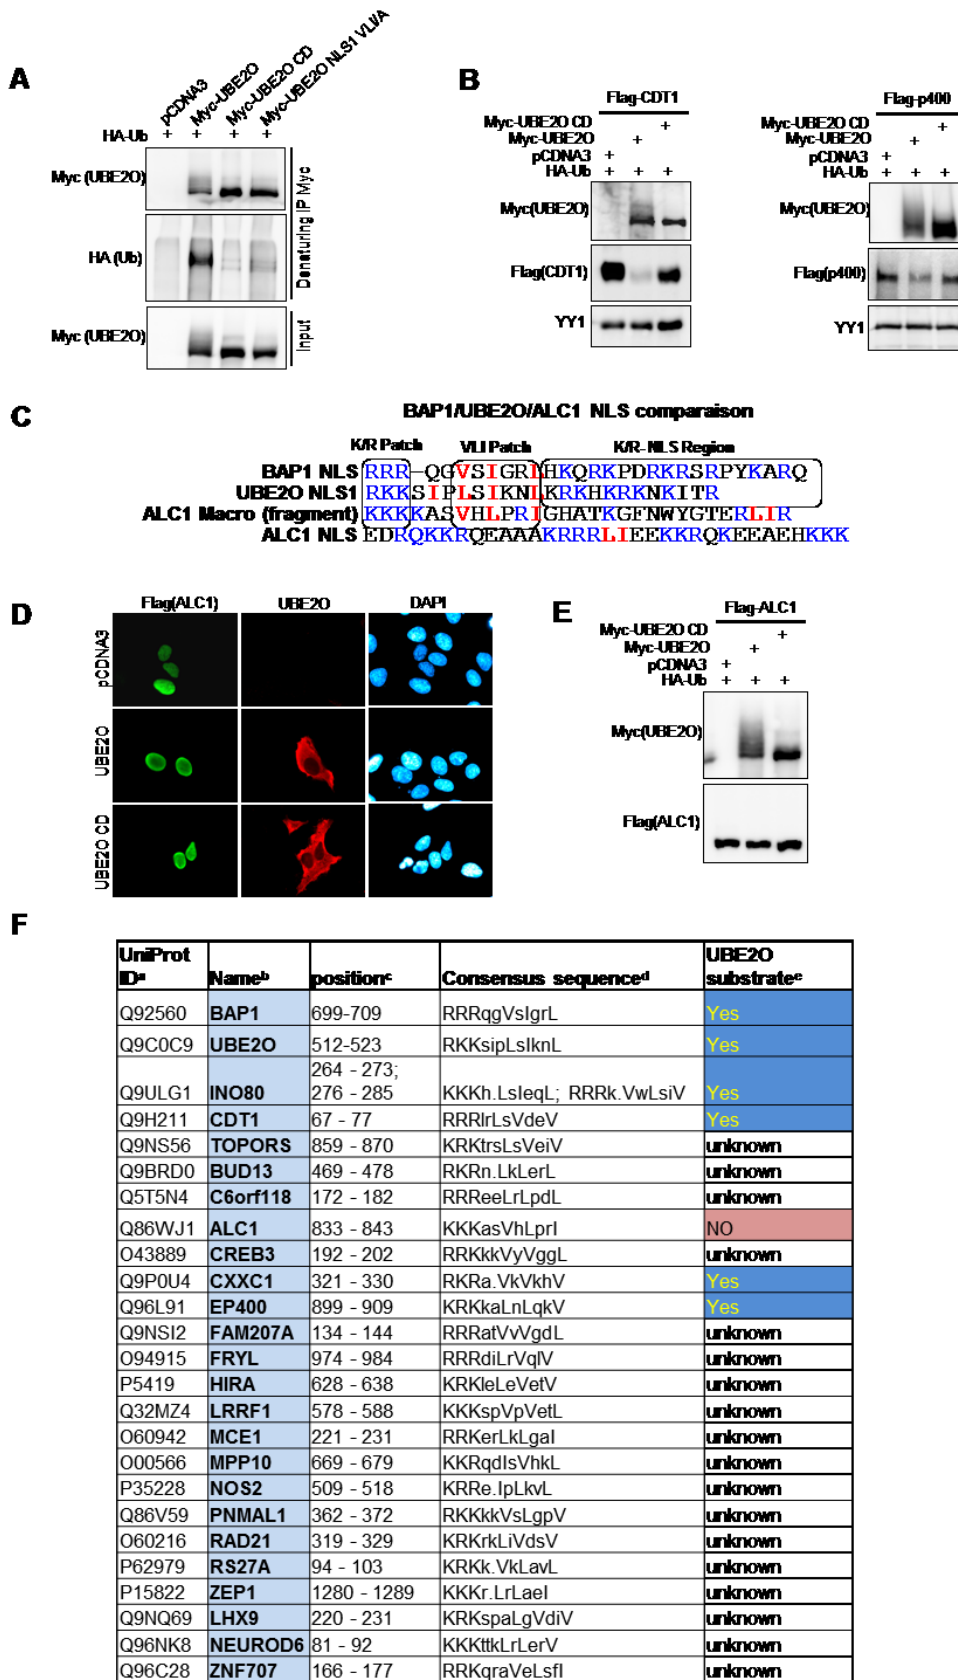 A
pCDNA3
Myc-UBE2O
Myc-UBE2O CD
Myc-UBE2O NLS1 VLI/A
HA-Ub + + + +
Myc (UBE2O)
HA (Ub)
Denaturing IP Myc
Myc (UBE2O)
Input
B
Flag-CDT1
Myc-UBE2O CD +
Myc-UBE2O +
pCDNA3 +
HA-Ub + + +
Myc(UBE2O)
Flag(CDT1)
YY1
Flag-p400
Myc-UBE2O CD +
Myc-UBE2O +
pCDNA3 +
HA-Ub + + +
Myc(UBE2O)
Flag(p400)
YY1
C
BAP1/UBE2O/ALC1 NLS comparaison
K/R Patch VLI Patch K/R-NLS Region
BAP1 NLS RRR-QGVSIGRIHKQRKPDRKRSRPYKARQ
UBE2O NLS1 RKKSIPLSIKNLKRKHKRKNKITR
ALC1 Macro (fragment) KKKKASVHLPRIGHATKGFNWYGTERLIR
ALC1 NLS EDRQKKRQEAAAKRRRLIEEKKRQKEEAEHKKK
D
Flag(ALC1) UBE2O DAPI
pCDNA3
UBE2O
UBE2O CD
E
Flag-ALC1
Myc-UBE2O CD +
Myc-UBE2O +
pCDNA3 +
HA-Ub + + +
Myc(UBE2O)
Flag(ALC1)
F
UniProt IDa Nameb positionc Consensus sequenced UBE2O substratee
Q92560 BAP1 699-709 RRRqgVsIgrL Yes
Q9C0C9 UBE2O 512-523 RKKsipLsIknL Yes
Q9ULG1 INO80 264 - 273; 276 - 285 KKKh.LsIeqL; RRRk.VwLsiV Yes
Q9H211 CDT1 67 - 77 RRRlrLsVdeV Yes
Q9NS56 TOPORS 859 - 870 KRKtrsLsVeiV unknown
Q9BRD0 BUD13 469 - 478 RKRn.LkLerL unknown
Q5T5N4 C6orf118 172 - 182 RRReeLrLpdL unknown
Q86WJ1 ALC1 833 - 843 KKKasVhLprI NO
O43889 CREB3 192 - 202 RRKkkVyVggL unknown
Q9P0U4 CXXC1 321 - 330 RKRa.VkVkhV Yes
Q96L91 EP400 899 - 909 KRKkaLnLqkV Yes
Q9NSI2 FAM207A 134 - 144 RRRatVvVgdL unknown
O94915 FRYL 974 - 984 RRRdiLrVqlV unknown
P5419 HIRA 628 - 638 KRKleLeVetV unknown
Q32MZ4 LRRF1 578 - 588 KKKspVpVetL unknown
O60942 MCE1 221 - 231 RRKerLkLgaI unknown
O00566 MPP10 669 - 679 KKRqdIsVhkL unknown
P35228 NOS2 509 - 518 KRRe.IpLkvL unknown
Q86V59 PNMAL1 362 - 372 KKKkkVsLgpV unknown
O60216 RAD21 319 - 329 KRKrkLiVdsV unknown
P62979 RS27A 94 - 103 KRKk.VkLavL unknown
P15822 ZEP1 1280 - 1289 KKKr.LrLaeI unknown
Q9NQ69 LHX9 220 - 231 KRKspaLgVdiV unknown
Q96NK8 NEUROD6 81 - 92 KKKttkLrLerV unknown
Q96C28 ZNF707 166 - 177 RRKqraVeLsfI unknown